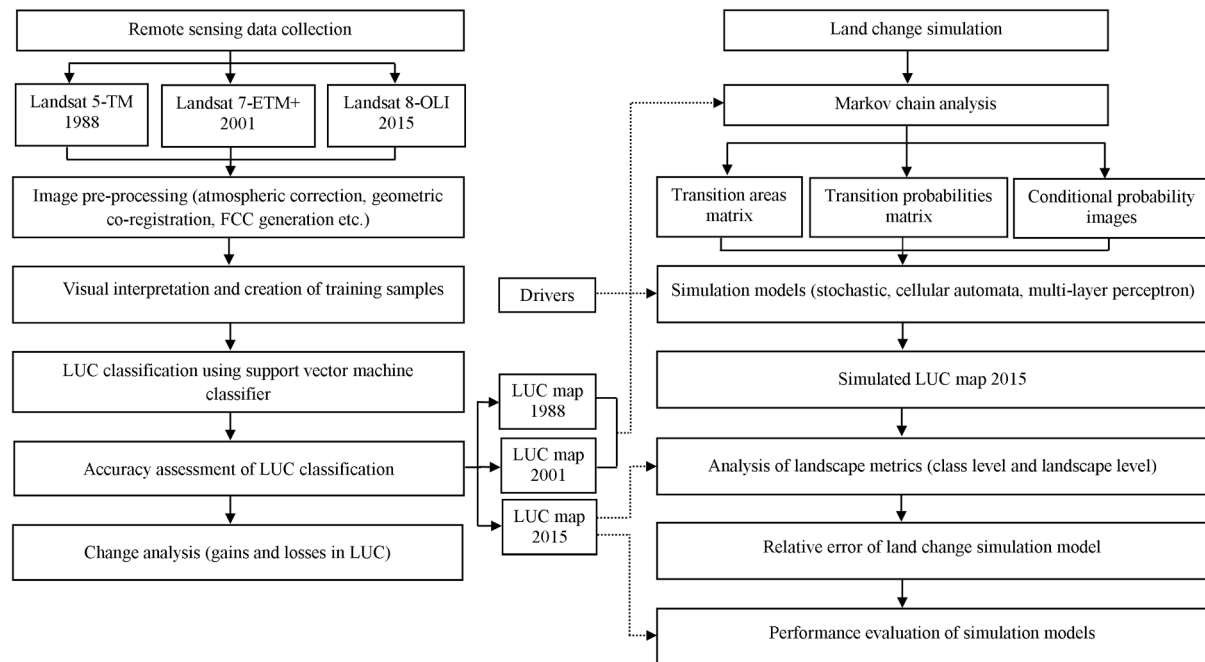 Remote sensing data collection
Landsat 5-TM
1988
Landsat 7-ETM+
2001
Landsat 8-OLI
2015
Image pre-processing (atmospheric correction, geometric
co-registration, FCC generation etc.)
Visual interpretation and creation of training samples
LUC classification using support vector machine
classifier
Accuracy assessment of LUC classification
Change analysis (gains and losses in LUC)
Drivers
LUC map
1988
LUC map
2001
LUC map
2015
Land change simulation
Markov chain analysis
Transition areas
matrix
Transition probabilities
matrix
Conditional probability
images
Simulation models (stochastic, cellular automata, multi-layer perceptron)
Simulated LUC map 2015
Analysis of landscape metrics (class level and landscape level)
Relative error of land change simulation model
Performance evaluation of simulation models